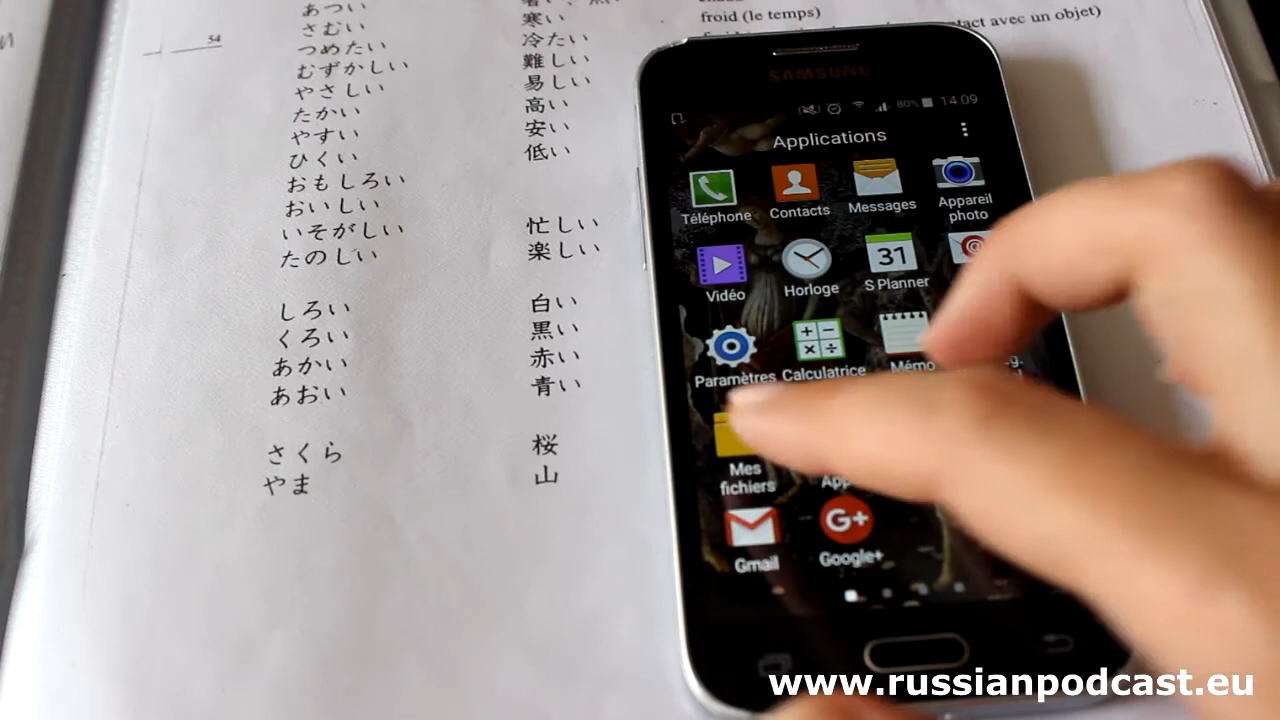 あつい
さむい 寒い froid (le temps)
54 つめたい 冷たい contact avec un objet)
むずかしい 難しい
やさしい 易しい
たかい 高い
やすい 安い
ひくい 低い
おもしろい
おいしい
いそがしい 忙しい
たのしい 楽しい
しろい 白い
くろい 黒い
あかい 赤い
あおい 青い
さくら 桜
やま 山
SAMSUNG
80% 14:09
Applications
Téléphone Contacts Messages Appareil photo
31
Vidéo Horloge S Planner
Paramètres Calculatrice Mémo
Mes fichiers
G+
Gmail Google+
www.russianpodcast.eu